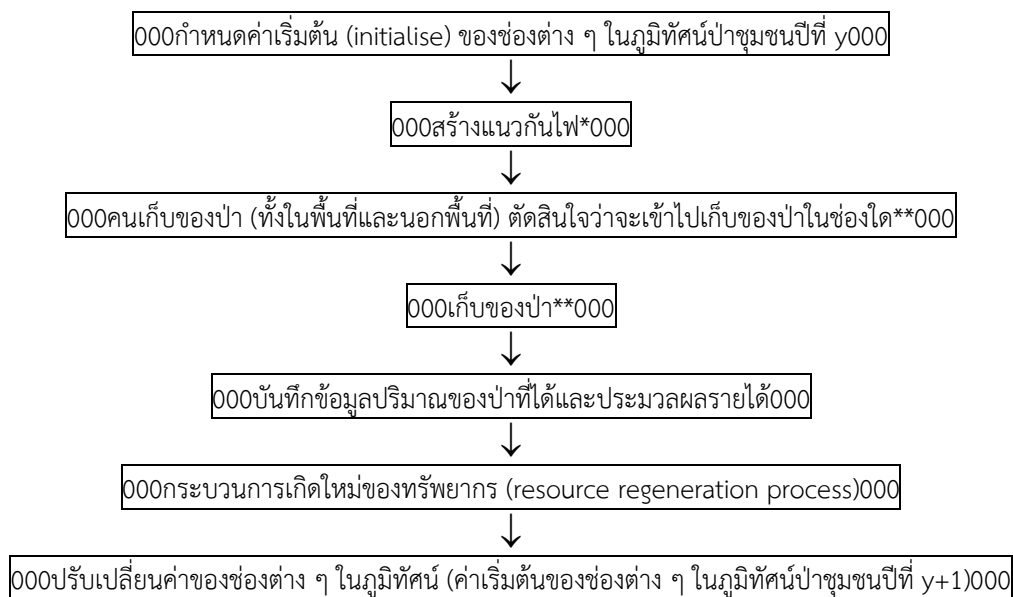 000กำหนดค่าเริ่มต้น (initialise) ของช่องต่าง ๆ ในภูมิทัศน์ป่าชุมชนปีที่ y000
000สร้างแนวกันไฟ*000
000คนเก็บของป่า (ทั้งในพื้นที่และนอกพื้นที่) ตัดสินใจว่าจะเข้าไปเก็บของป่าในช่องใด**000
000เก็บของป่า**000
000บันทึกข้อมูลปริมาณของป่าที่ได้และประมวลผลรายได้000
000กระบวนการเกิดใหม่ของทรัพยากร (resource regeneration process)000
000ปรับเปลี่ยนค่าของช่องต่าง ๆ ในภูมิทัศน์ (ค่าเริ่มต้นของช่องต่าง ๆ ในภูมิทัศน์ป่าชุมชนปีที่ y+1)000